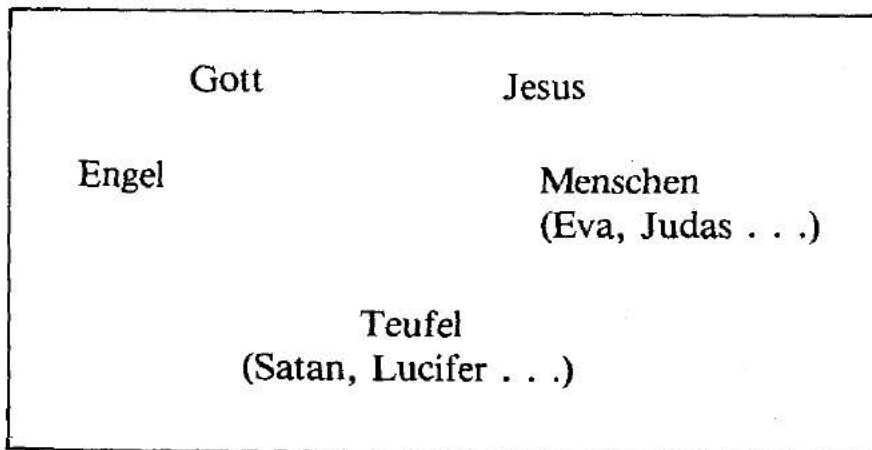 Gott Jesus
Engel Menschen
(Eva, Judas . . .)
Teufel
(Satan, Lucifer . . .)